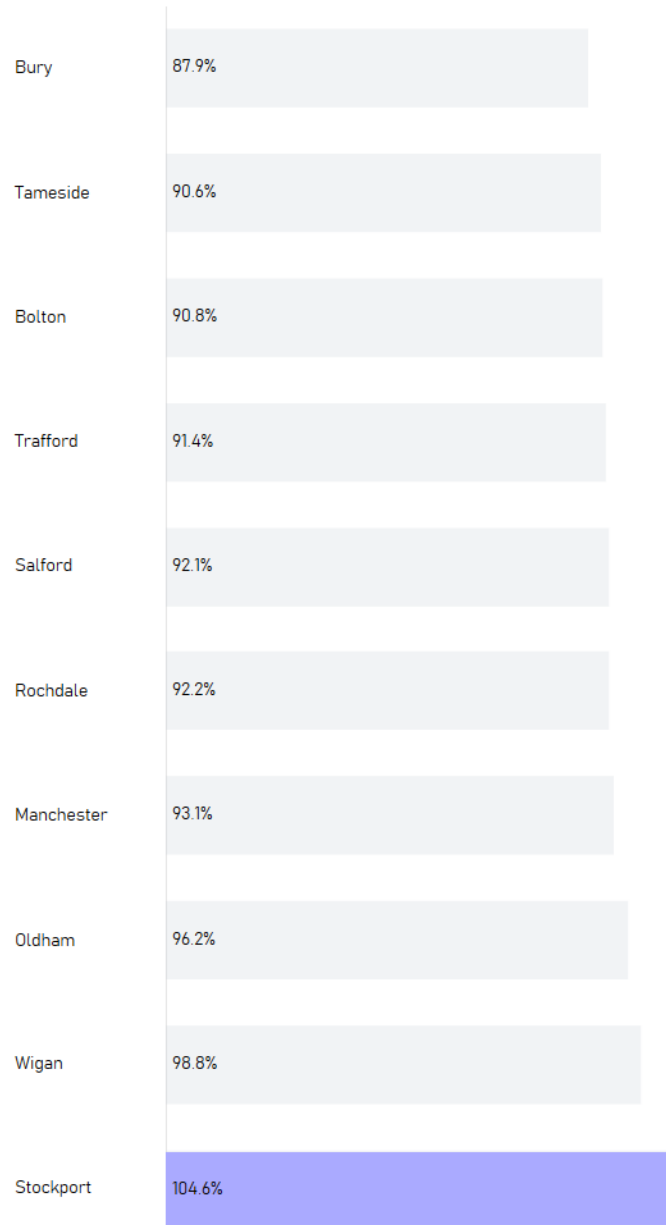 Bury 87.9%
Tameside 90.6%
Bolton 90.8%
Trafford 91.4%
Salford 92.1%
Rochdale 92.2%
Manchester 93.1%
Oldham 96.2%
Wigan 98.8%
Stockport 104.6%